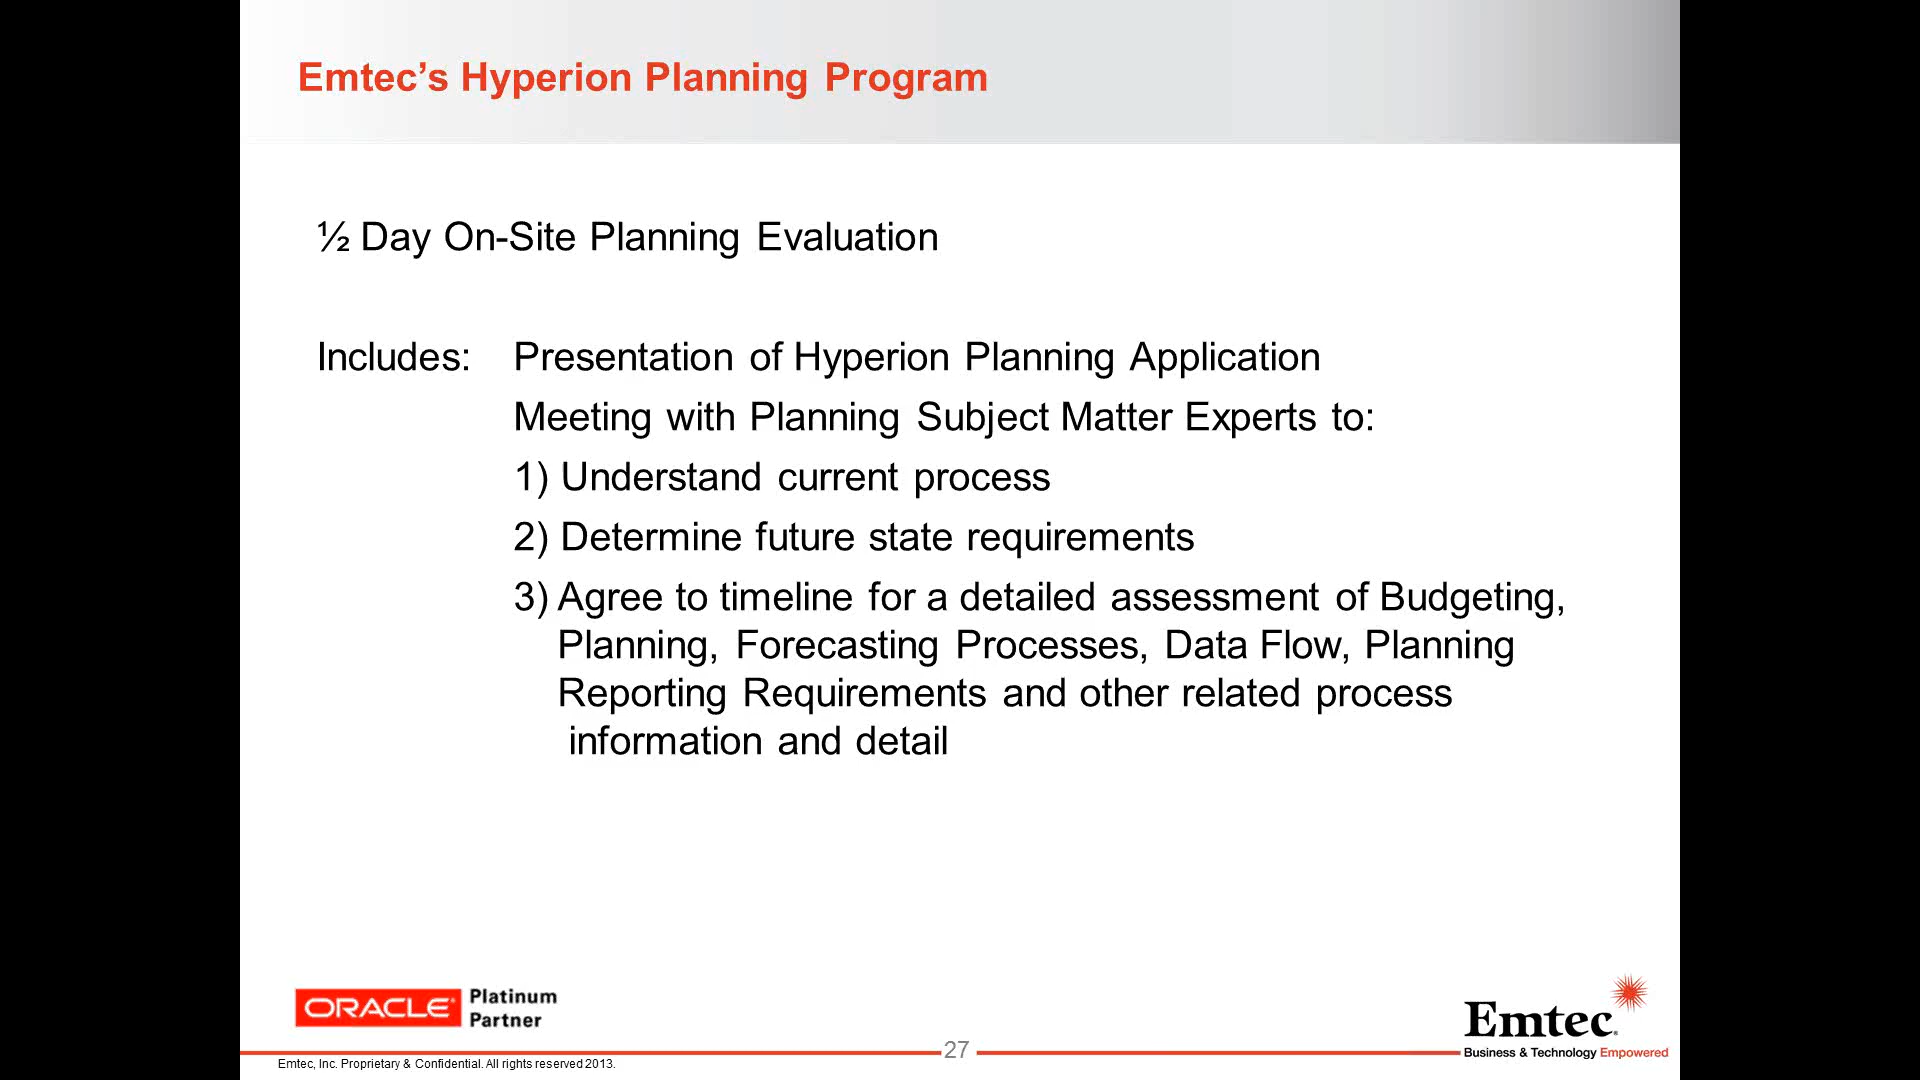 Emtec’s Hyperion Planning Program
½ Day On-Site Planning Evaluation
Includes: Presentation of Hyperion Planning Application
Meeting with Planning Subject Matter Experts to:
1) Understand current process
2) Determine future state requirements
3) Agree to timeline for a detailed assessment of Budgeting,
Planning, Forecasting Processes, Data Flow, Planning
Reporting Requirements and other related process
information and detail
ORACLE Platinum
Partner
Emtec
Business & Technology Empowered
27
Emtec, Inc. Proprietary & Confidential. All rights reserved 2013.